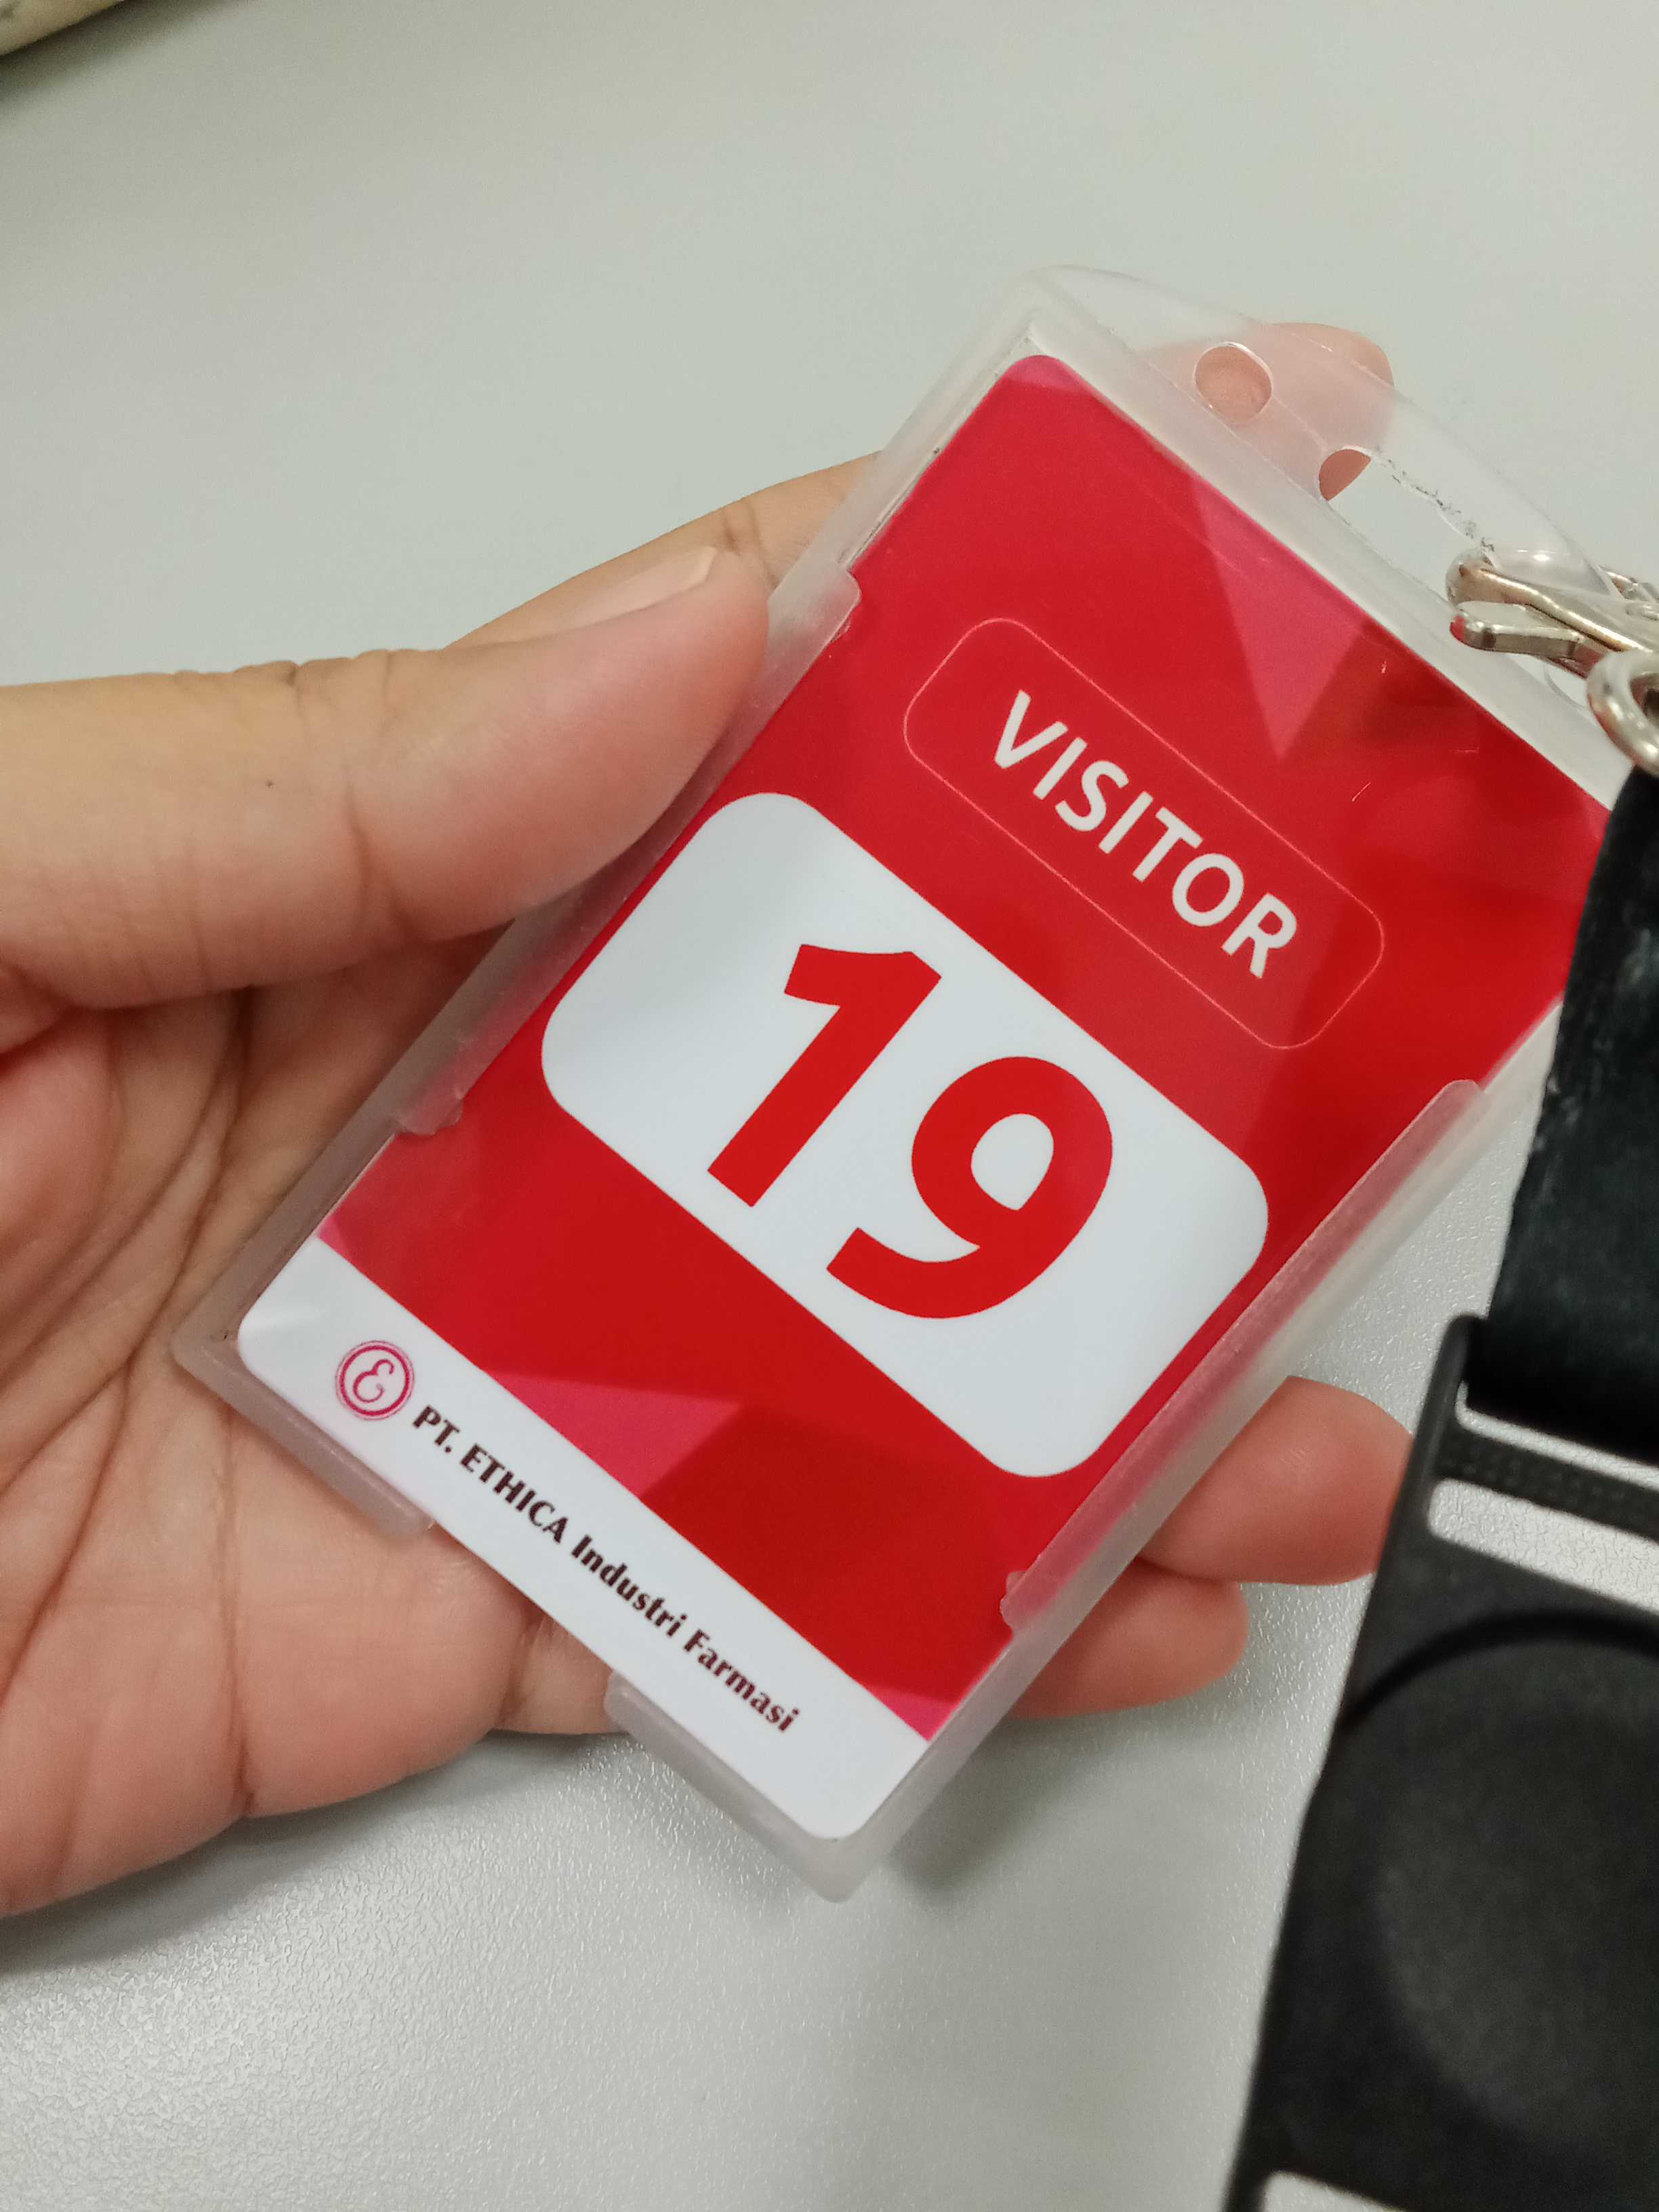 VISITOR
19
PT. ETHICA Industri Farmasi